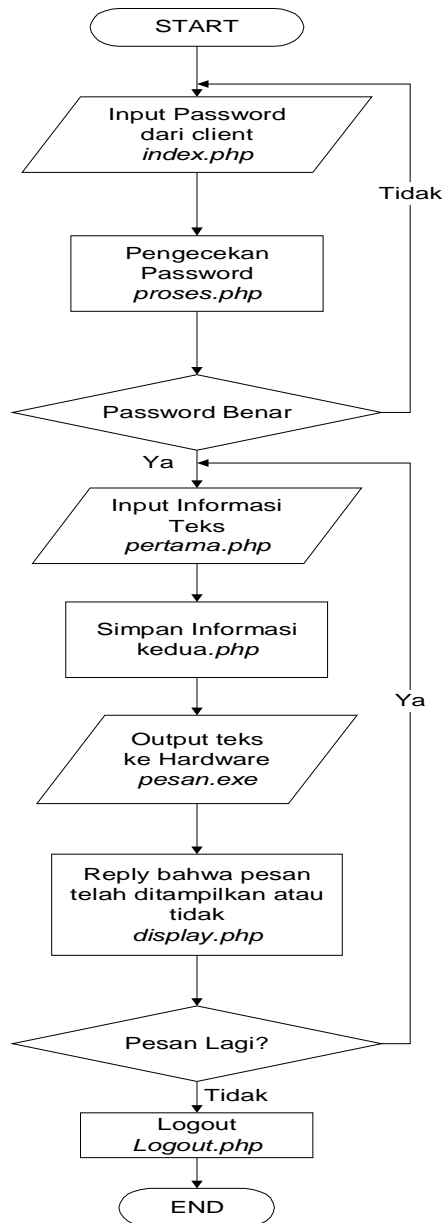 START
Input Password
dari client
index.php
Tidak
Pengecekan
Password
proses.php
Password Benar
Ya
Input Informasi
Teks
pertama.php
Simpan Informasi
kedua.php
Ya
Output teks
ke Hardware
pesan.exe
Reply bahwa pesan
telah ditampilkan atau
tidak
display.php
Pesan Lagi?
Tidak
Logout
Logout.php
END